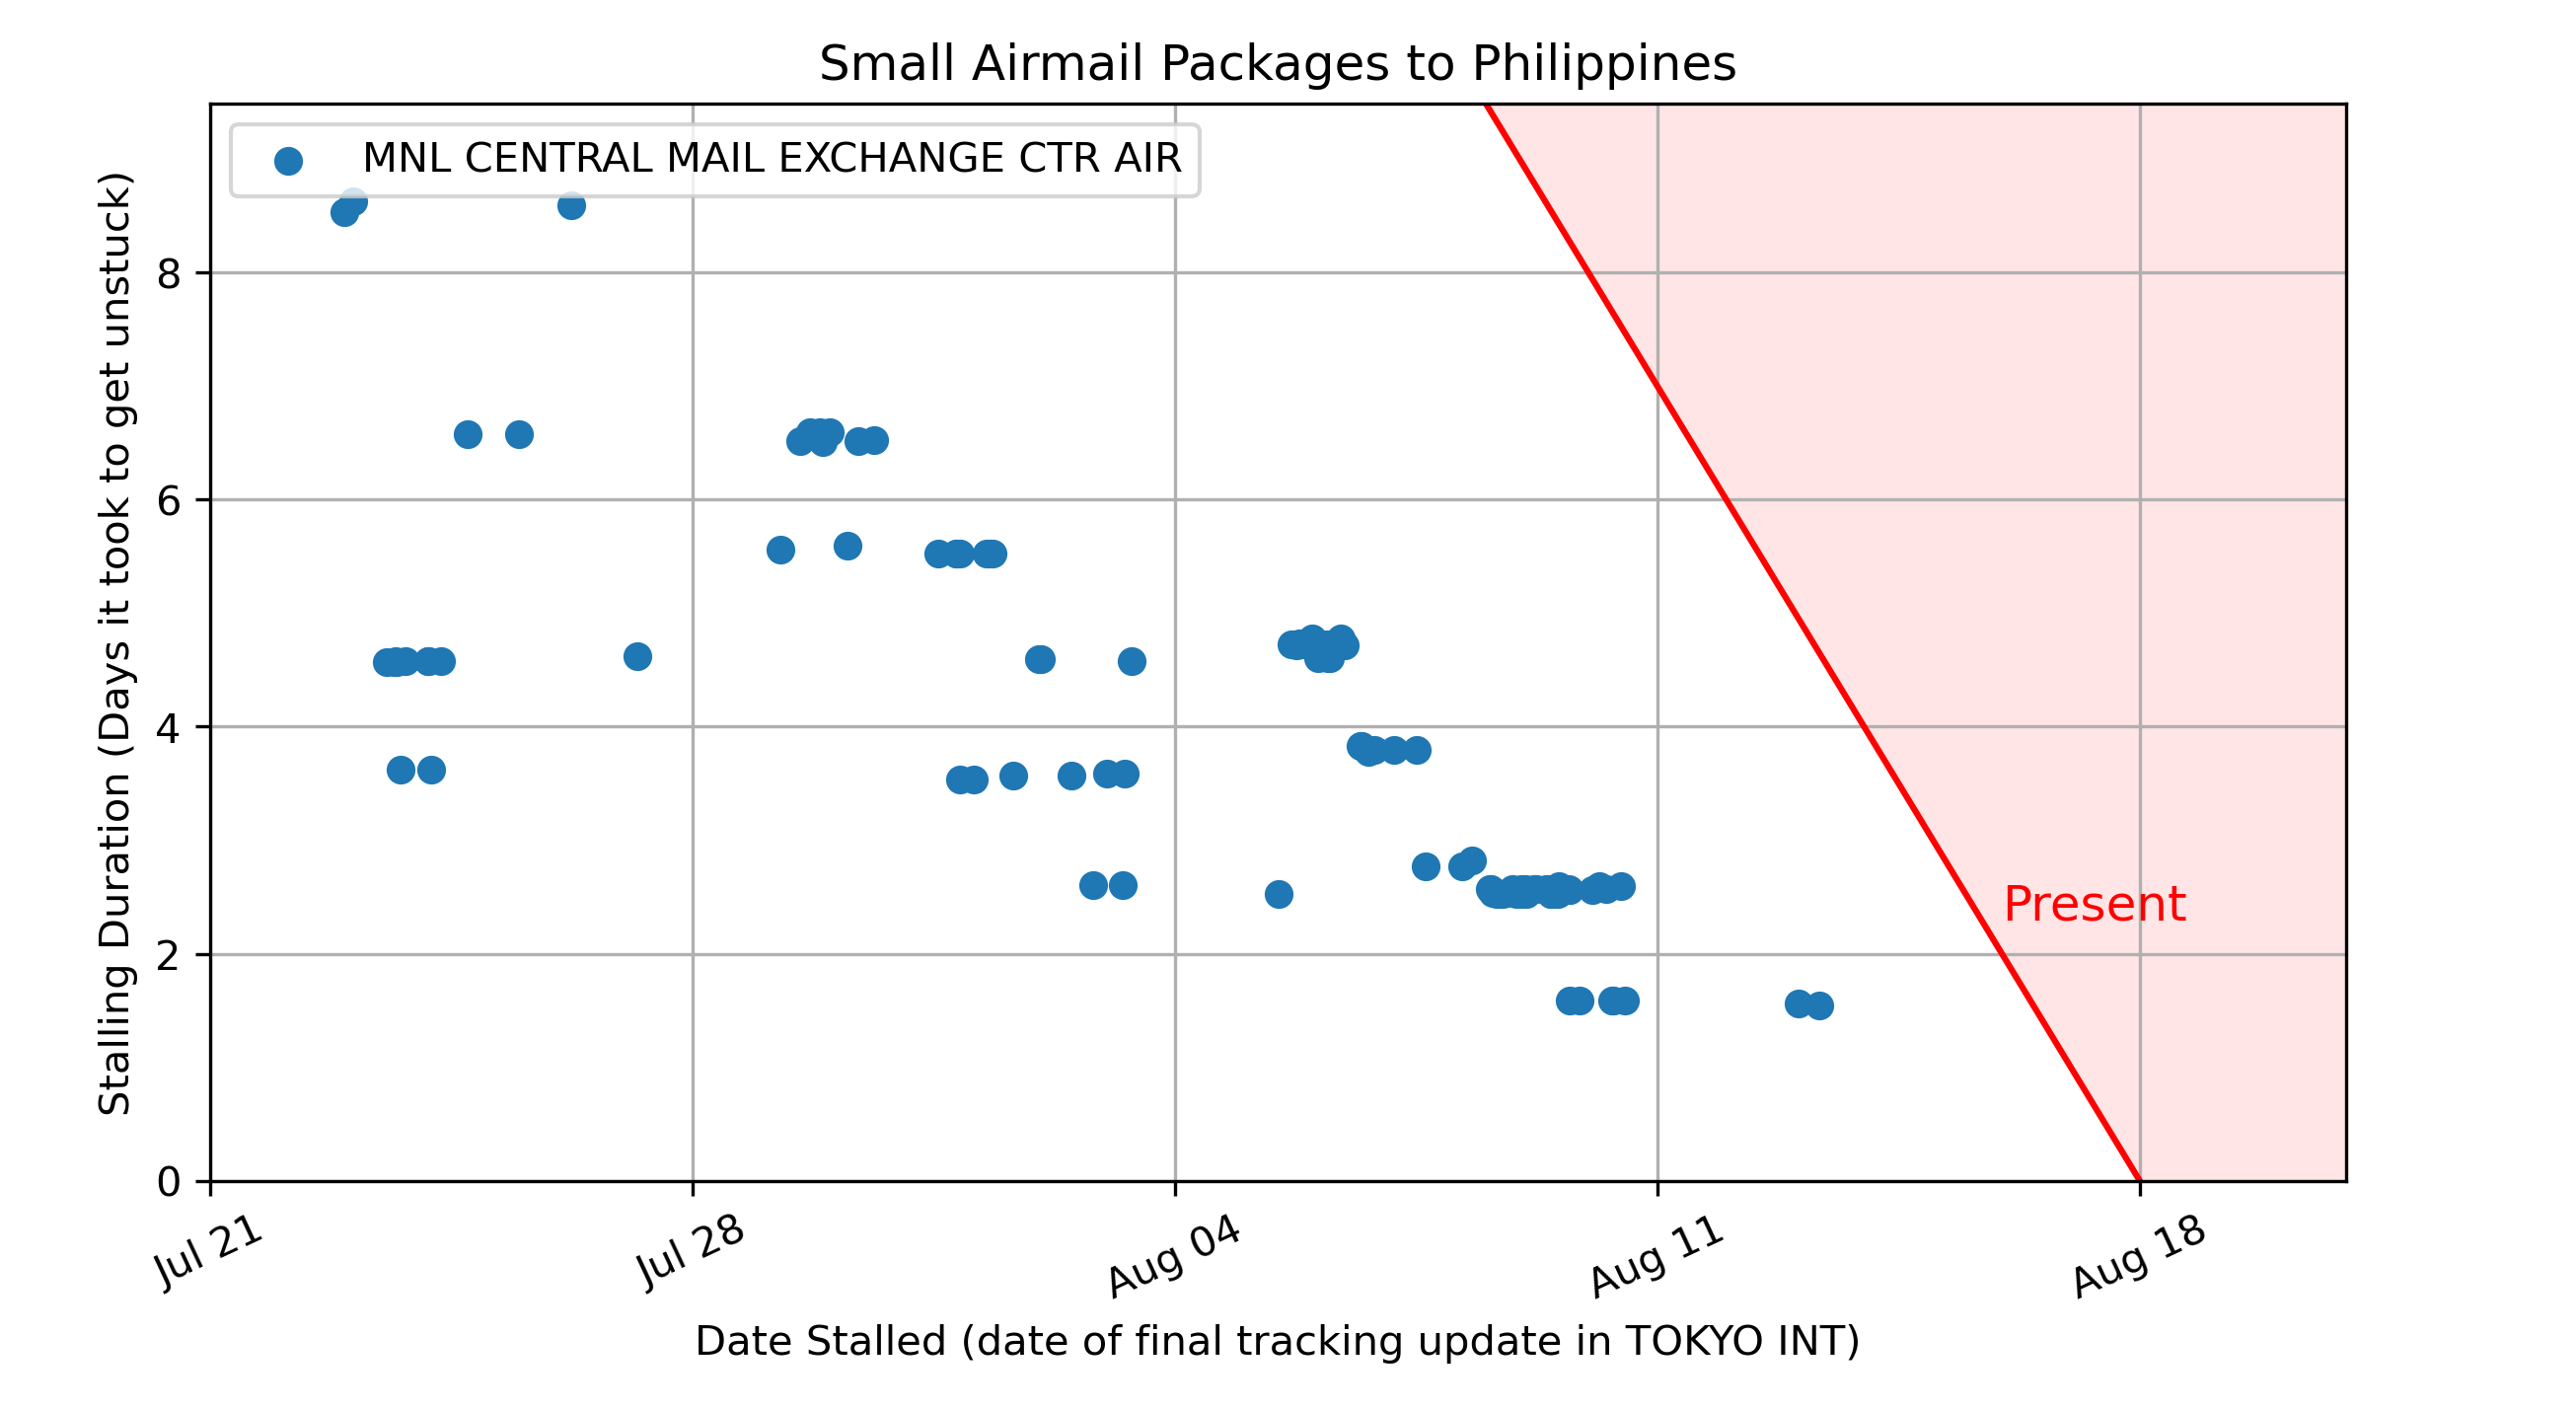 Small Airmail Packages to Philippines
MNL CENTRAL MAIL EXCHANGE CTR AIR
Stalling Duration (Days it took to get unstuck)
8
6
4
2
0
Present
Jul 21
Jul 28
Aug 04
Aug 11
Aug 18
Date Stalled (date of final tracking update in TOKYO INT)